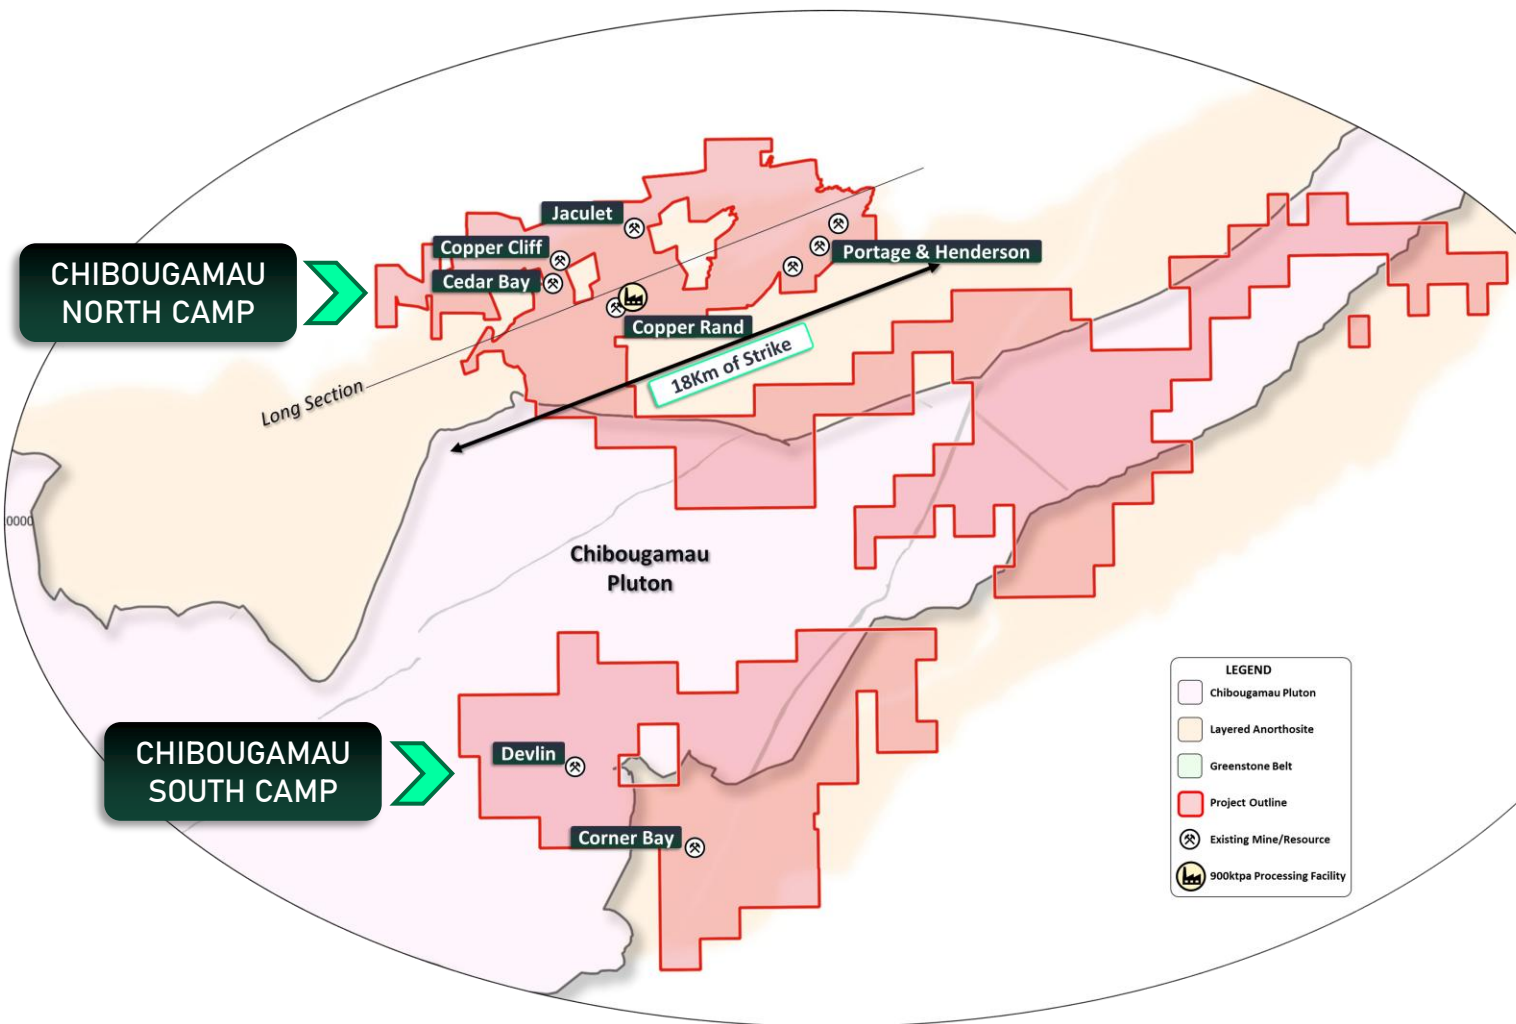 Jaculet
Copper Cliff
Cedar Bay
Portage & Henderson
CHIBOUGAMAU
NORTH CAMP
Copper Rand
18Km of Strike
Long Section
0000
Chibougamau
Pluton
CHIBOUGAMAU
SOUTH CAMP
Devlin
Corner Bay
LEGEND
Chibougamau Pluton
Layered Anorthosite
Greenstone Belt
Project Outline
Existing Mine/Resource
900ktpa Processing Facility